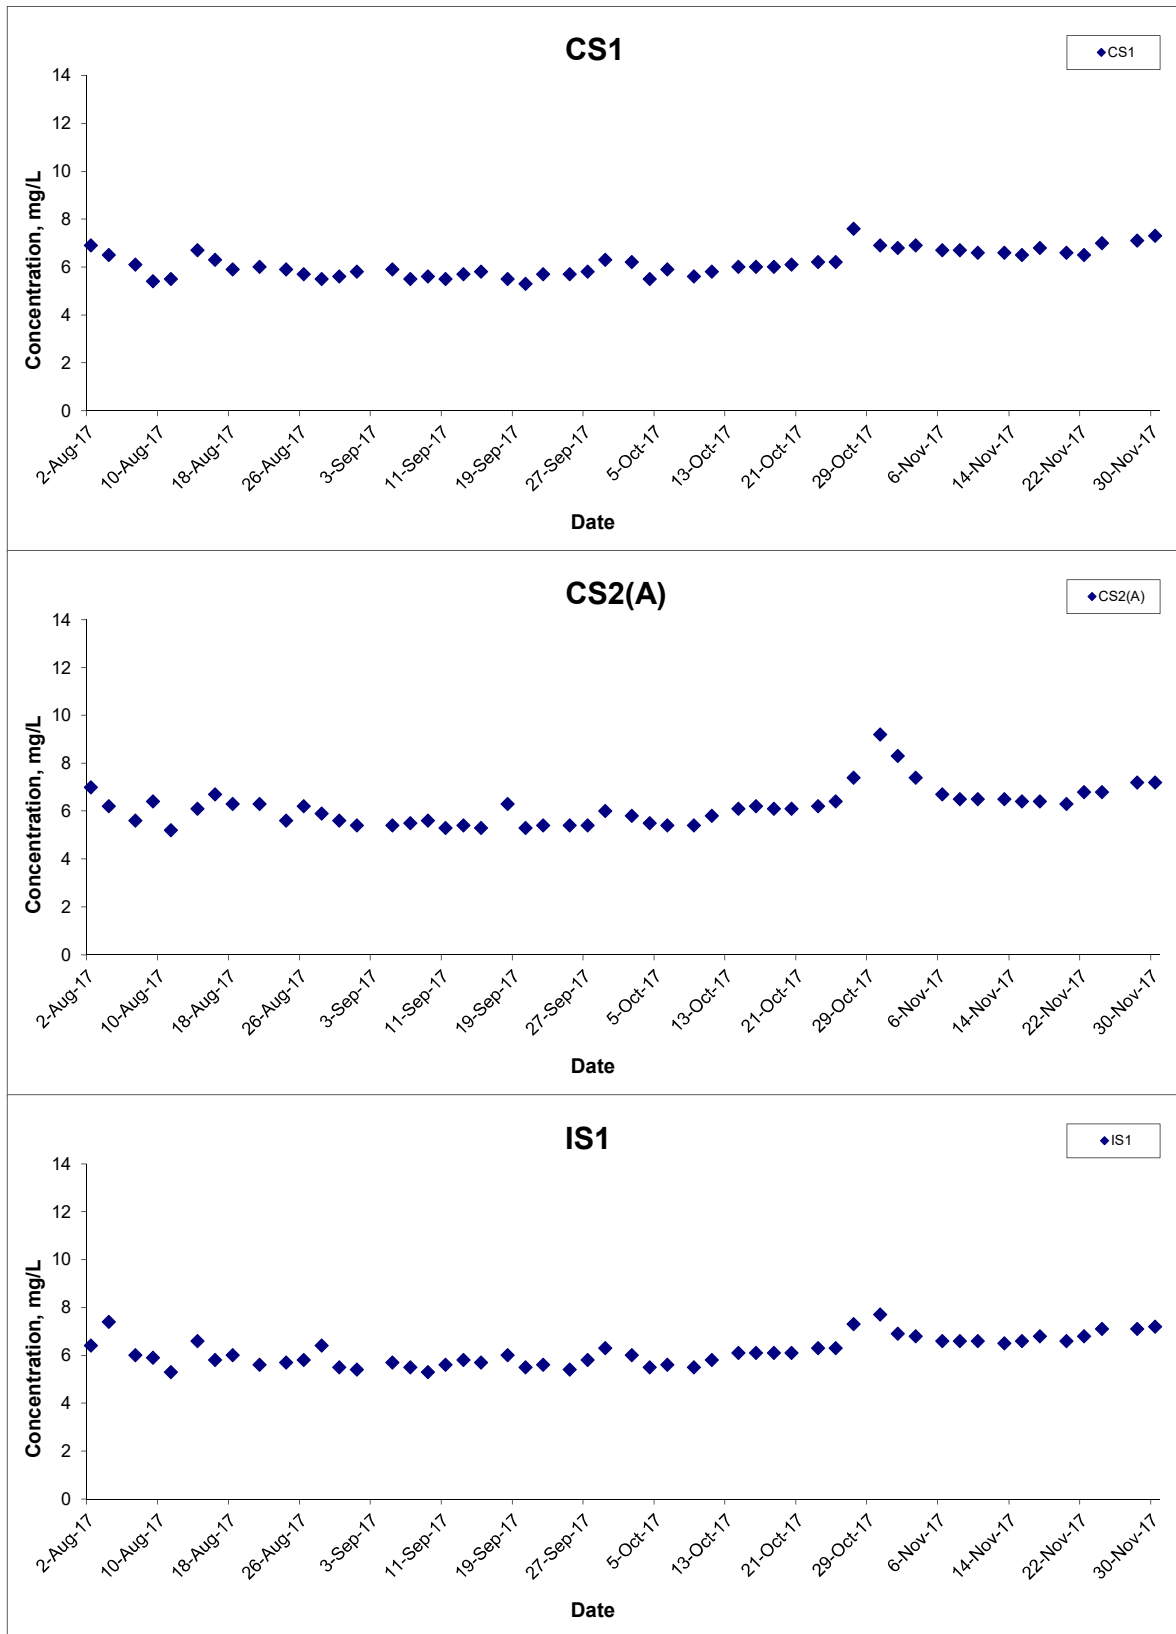 CS1
CS1
14
12
10
8
6
4
2
0
Concentration, mg/L
2-Aug-17
10-Aug-17
18-Aug-17
26-Aug-17
3-Sep-17
11-Sep-17
19-Sep-17
27-Sep-17
5-Oct-17
13-Oct-17
21-Oct-17
29-Oct-17
6-Nov-17
14-Nov-17
22-Nov-17
30-Nov-17
Date
CS2(A)
CS2(A)
14
12
10
8
6
4
2
0
Concentration, mg/L
2-Aug-17
10-Aug-17
18-Aug-17
26-Aug-17
3-Sep-17
11-Sep-17
19-Sep-17
27-Sep-17
5-Oct-17
13-Oct-17
21-Oct-17
29-Oct-17
6-Nov-17
14-Nov-17
22-Nov-17
30-Nov-17
Date
IS1
IS1
14
12
10
8
6
4
2
0
Concentration, mg/L
2-Aug-17
10-Aug-17
18-Aug-17
26-Aug-17
3-Sep-17
11-Sep-17
19-Sep-17
27-Sep-17
5-Oct-17
13-Oct-17
21-Oct-17
29-Oct-17
6-Nov-17
14-Nov-17
22-Nov-17
30-Nov-17
Date